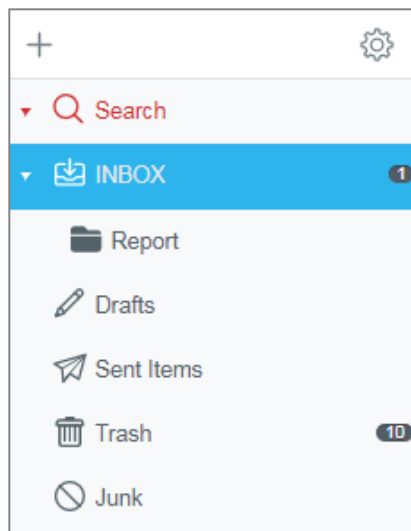 Search
INBOX 1
Report
Drafts
Sent Items
Trash 10
Junk